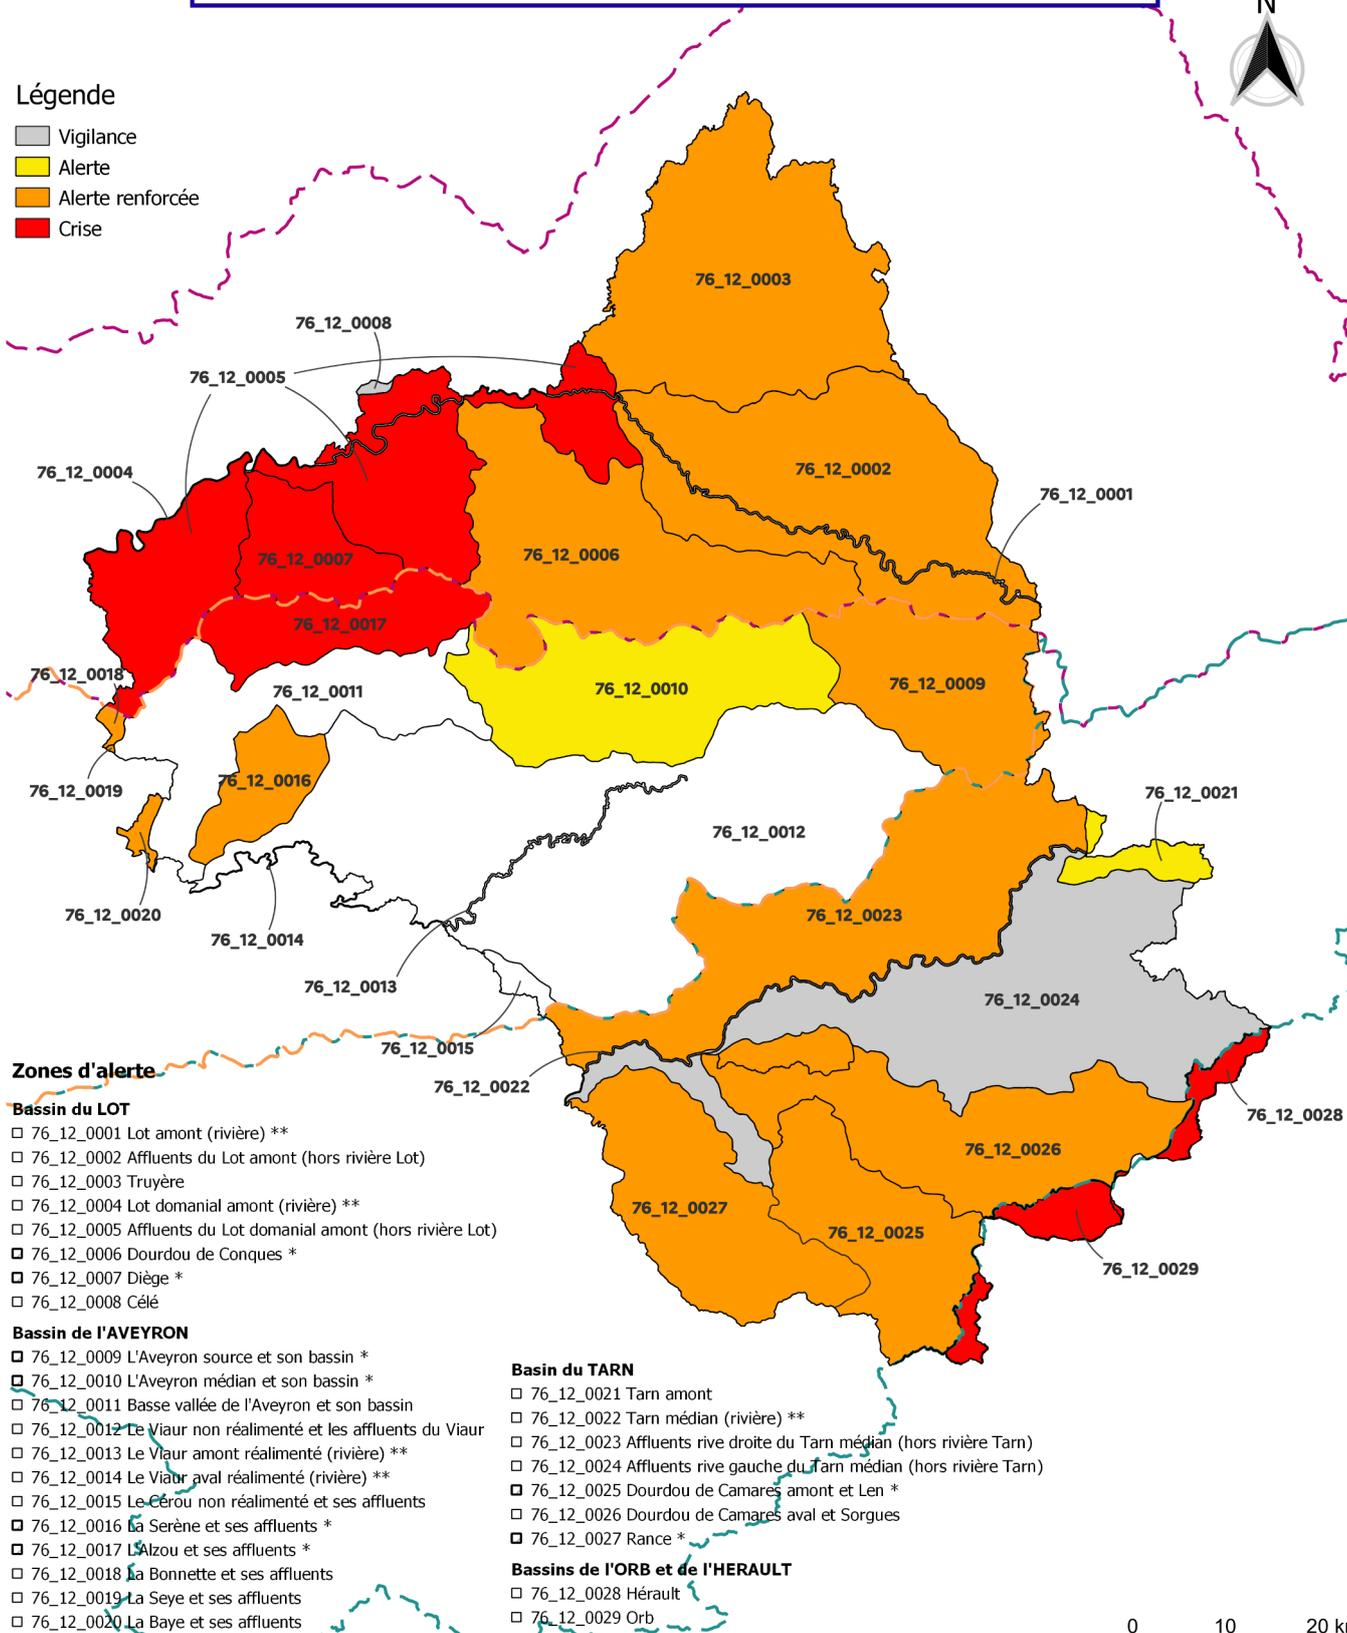 N
Légende
Vigilance
Alerte
Alerte renforcée
Crise
76_12_0003
76_12_0008
76_12_0005
76_12_0004
76_12_0002
76_12_0001
76_12_0007
76_12_0006
76_12_0017
76_12_0018
76_12_0011
76_12_0010
76_12_0009
76_12_0016
76_12_0019
76_12_0021
76_12_0012
76_12_0020
76_12_0023
76_12_0014
76_12_0013
76_12_0024
76_12_0015
76_12_0022
76_12_0028
76_12_0026
76_12_0027
76_12_0025
76_12_0029
Zones d'alerte
Bassin du LOT
76_12_0001 Lot amont (rivière) **
76_12_0002 Affluents du Lot amont (hors rivière Lot)
76_12_0003 Truyère
76_12_0004 Lot domanial amont (rivière) **
76_12_0005 Affluents du Lot domanial amont (hors rivière Lot)
76_12_0006 Dourdou de Conques *
76_12_0007 Diège *
76_12_0008 Célé
Bassin de l'AVEYRON
76_12_0009 L'Aveyron source et son bassin *
76_12_0010 L'Aveyron médian et son bassin *
76_12_0011 Basse vallée de l'Aveyron et son bassin
76_12_0012 Le Viaur non réalimenté et les affluents du Viaur
76_12_0013 Le Viaur amont réalimenté (rivière) **
76_12_0014 Le Viaur aval réalimenté (rivière) **
76_12_0015 Le Cérou non réalimenté et ses affluents
76_12_0016 La Serène et ses affluents *
76_12_0017 L'Alzou et ses affluents *
76_12_0018 La Bonnette et ses affluents
76_12_0019 La Seye et ses affluents
76_12_0020 La Baye et ses affluents
Basin du TARN
76_12_0021 Tarn amont
76_12_0022 Tarn médian (rivière) **
76_12_0023 Affluents rive droite du Tarn médian (hors rivière Tarn)
76_12_0024 Affluents rive gauche du Tarn médian (hors rivière Tarn)
76_12_0025 Dourdou de Camares amont et Len *
76_12_0026 Dourdou de Camares aval et Sorgues
76_12_0027 Rance *
Bassins de l'ORB et de l'HERAULT
76_12_0028 Hérault
76_12_0029 Orb
0 10 20